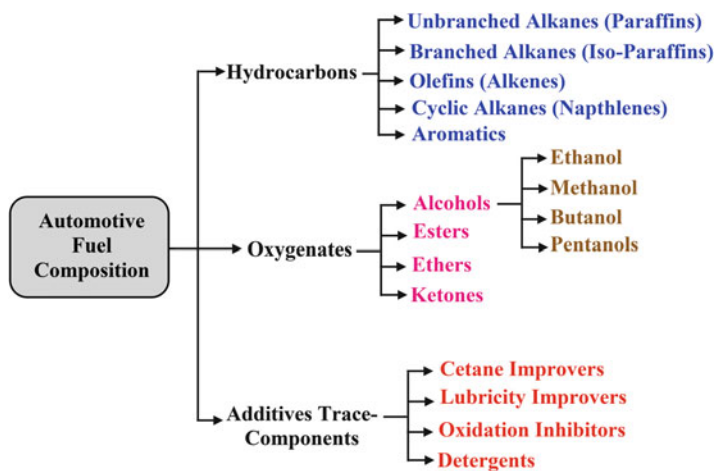 Automotive
Fuel
Composition
Hydrocarbons
Unbranched Alkanes (Paraffins)
Branched Alkanes (Iso-Paraffins)
Olefins (Alkenes)
Cyclic Alkanes (Napthlenes)
Aromatics
Oxygenates
Alcohols
Esters
Ethers
Ketones
Ethanol
Methanol
Butanol
Pentanols
Additives Trace-
Components
Cetane Improvers
Lubricity Improvers
Oxidation Inhibitors
Detergents